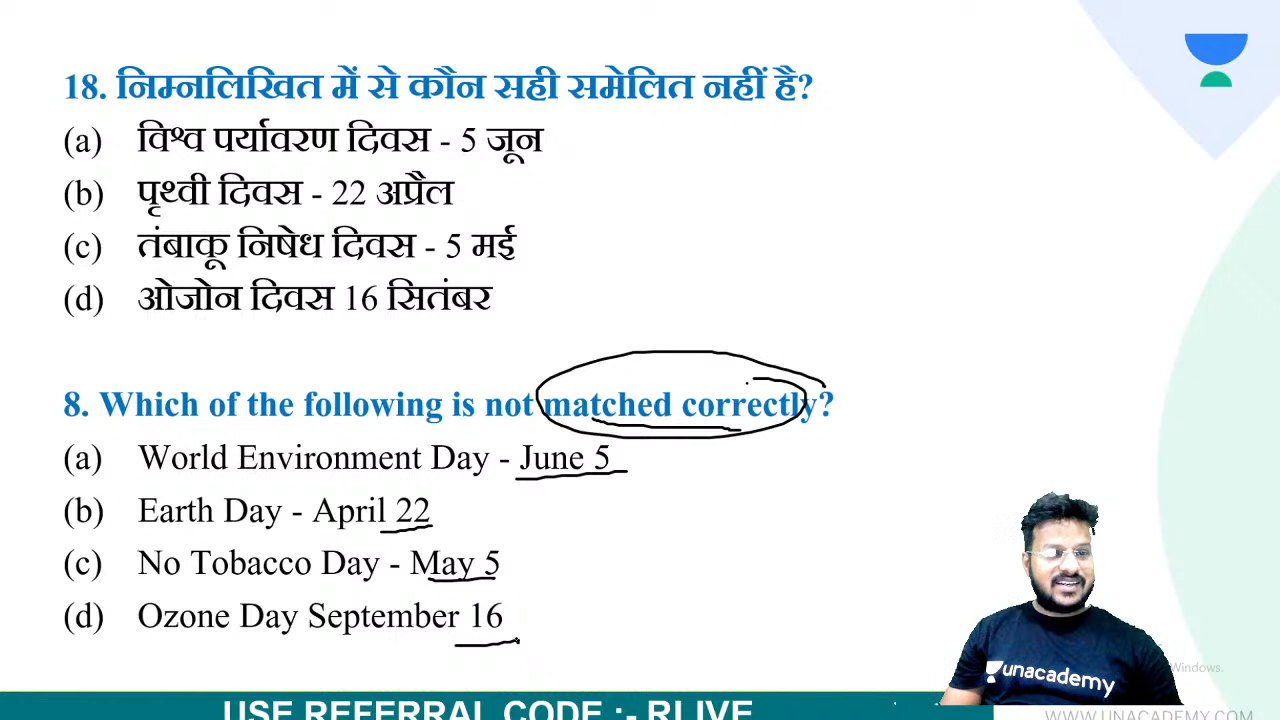 18. निम्नलिखित में से कौन सही समेलित नहीं है?
(a) विश्व पर्यावरण दिवस - 5 जून
(b) पृथ्वी दिवस - 22 अप्रैल
(c) तंबाकू निषेध दिवस - 5 मई
(d) ओजोन दिवस 16 सितंबर
8. Which of the following is not matched correctly?
(a) World Environment Day - June 5
(b) Earth Day - April 22
(c) No Tobacco Day - May 5
(d) Ozone Day September 16
unacademy
Windows.
USE REFERRAL CODE :- RLIVE
WWW.UNACADEMY.COM